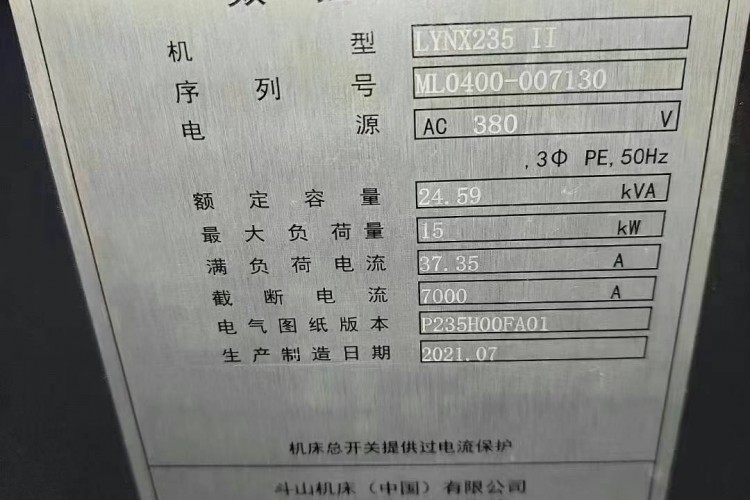 机型 LYNX235 II
序列号 ML0400-007130
电源 AC 380 V
,3Φ PE,50Hz
额定容量 24.59 kVA
最大负荷量 15 kW
满负荷电流 37.35 A
截断电流 7000 A
电气图纸版本 P235H00FA01
生产制造日期 2021.07
机床总开关提供过电流保护
斗山机床（中国）有限公司